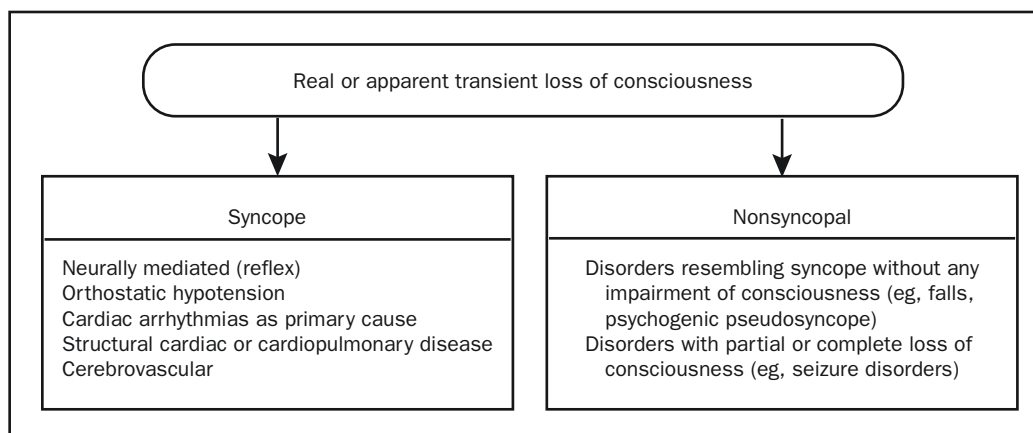 Real or apparent transient loss of consciousness
Syncope
Neurally mediated (reflex)
Orthostatic hypotension
Cardiac arrhythmias as primary cause
Structural cardiac or cardiopulmonary disease
Cerebrovascular
Nonsyncopal
Disorders resembling syncope without any
impairment of consciousness (eg, falls,
psychogenic pseudosyncope)
Disorders with partial or complete loss of
consciousness (eg, seizure disorders)